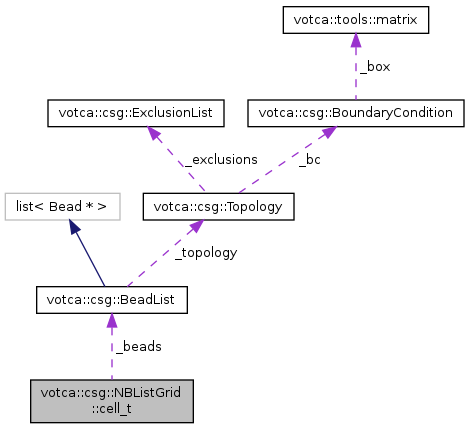 votca::tools::matrix
_box
votca::csg::ExclusionList
votca::csg::BoundaryCondition
_exclusions
_bc
list< Bead * >
votca::csg::Topology
_topology
votca::csg::BeadList
_beads
votca::csg::NBListGrid
::cell_t